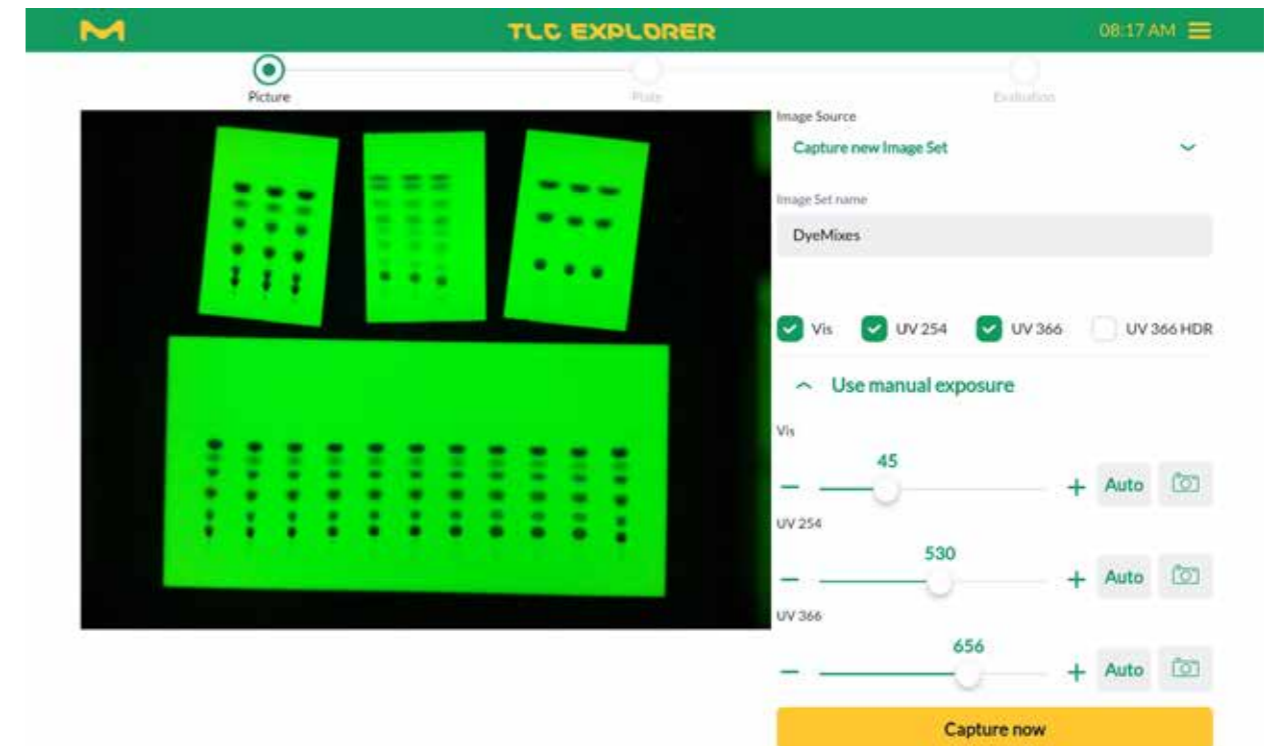 TLC EXPLORER
08:17 AM
Picture
Plate
Evaluation
Image Source
Capture new Image Set
Image Set name
DyeMixes
Vis
UV 254
UV 366
UV 366 HDR
Use manual exposure
Vis
45
Auto
UV 254
530
Auto
UV 366
656
Auto
Capture now